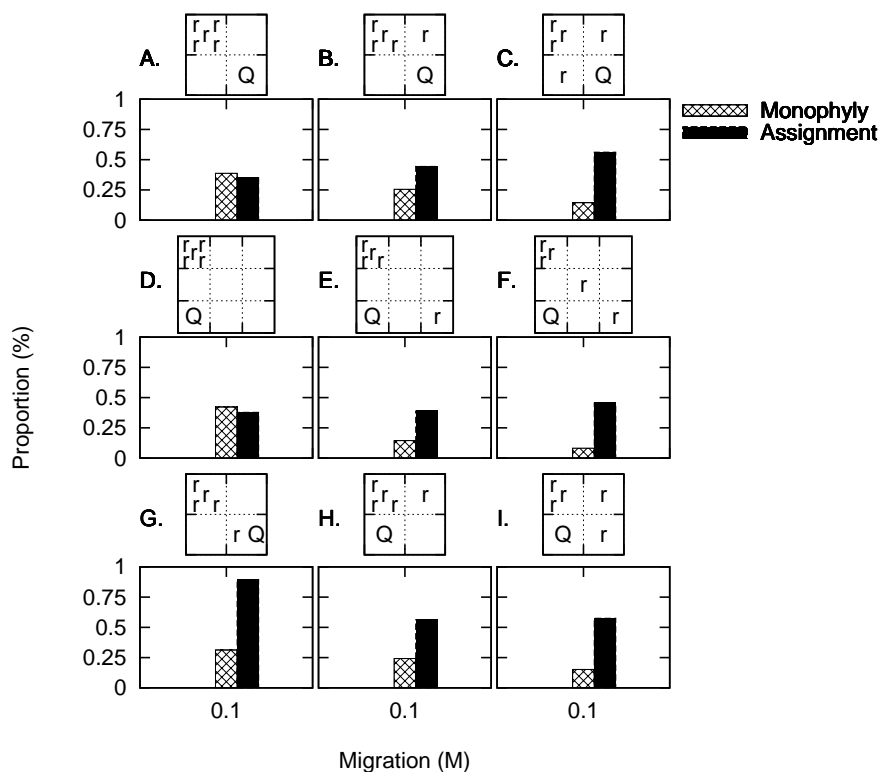 r r r r r r r
r r r r r r
A. B. C.
Q Q r Q
1
0.75
0.5
0.25
0
Monophyly
Assignment
r r r r r r r
r r r r
D. E. F. r
Q Q r Q r
1
0.75
0.5
0.25
0
Proportion (%)
r r r r r r r
r r r r r r
G. H. I.
r Q Q Q r
1
0.75
0.5
0.25
0
0.1 0.1 0.1
Migration (M)